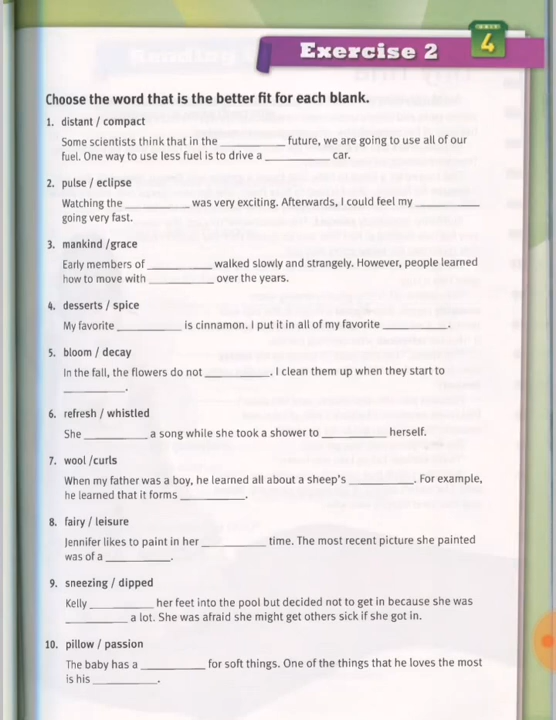 UNIT
4
Exercise 2
Choose the word that is the better fit for each blank.
1. distant / compact
Some scientists think that in the __________ future, we are going to use all of our
fuel. One way to use less fuel is to drive a __________ car.
2. pulse / eclipse
Watching the __________ was very exciting. Afterwards, I could feel my __________
going very fast.
3. mankind /grace
Early members of __________ walked slowly and strangely. However, people learned
how to move with __________ over the years.
4. desserts / spice
My favorite __________ is cinnamon. I put it in all of my favorite __________.
5. bloom / decay
In the fall, the flowers do not __________. I clean them up when they start to
__________.
6. refresh / whistled
She __________ a song while she took a shower to __________ herself.
7. wool /curls
When my father was a boy, he learned all about a sheep's __________. For example,
he learned that it forms __________.
8. fairy / leisure
Jennifer likes to paint in her __________ time. The most recent picture she painted
was of a __________.
9. sneezing / dipped
Kelly __________ her feet into the pool but decided not to get in because she was
__________ a lot. She was afraid she might get others sick if she got in.
10. pillow / passion
The baby has a __________ for soft things. One of the things that he loves the most
is his __________.